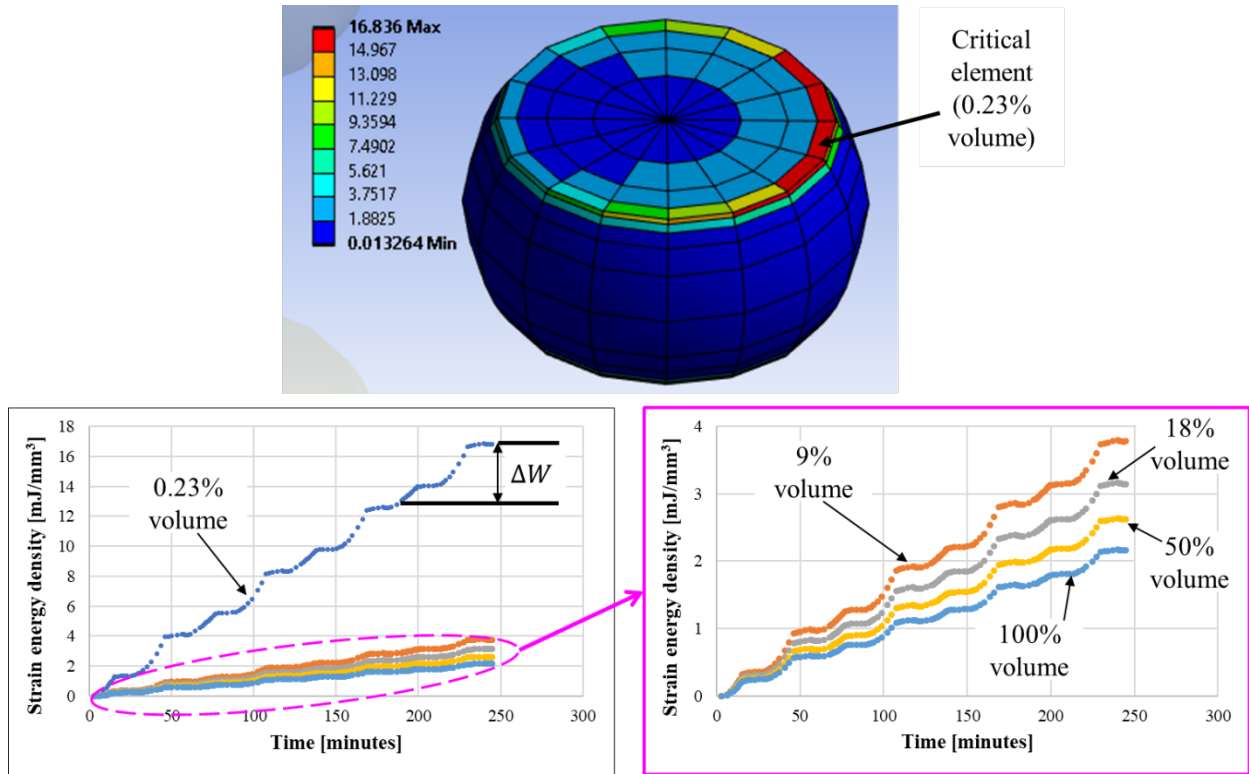 16.836 Max
14.967
13.098
11.229
9.3594
7.4902
5.621
3.7517
1.8825
0.013264 Min
Critical
element
(0.23%
volume)
Strain energy density [mJ/mm³]
18
16
14
12
10
8
6
4
2
0
0 50 100 150 200 250 300
Time [minutes]
0.23%
volume
ΔW
Strain energy density [mJ/mm³]
4
3
2
1
0
0 50 100 150 200 250 300
Time [minutes]
9%
volume
18%
volume
50%
volume
100%
volume